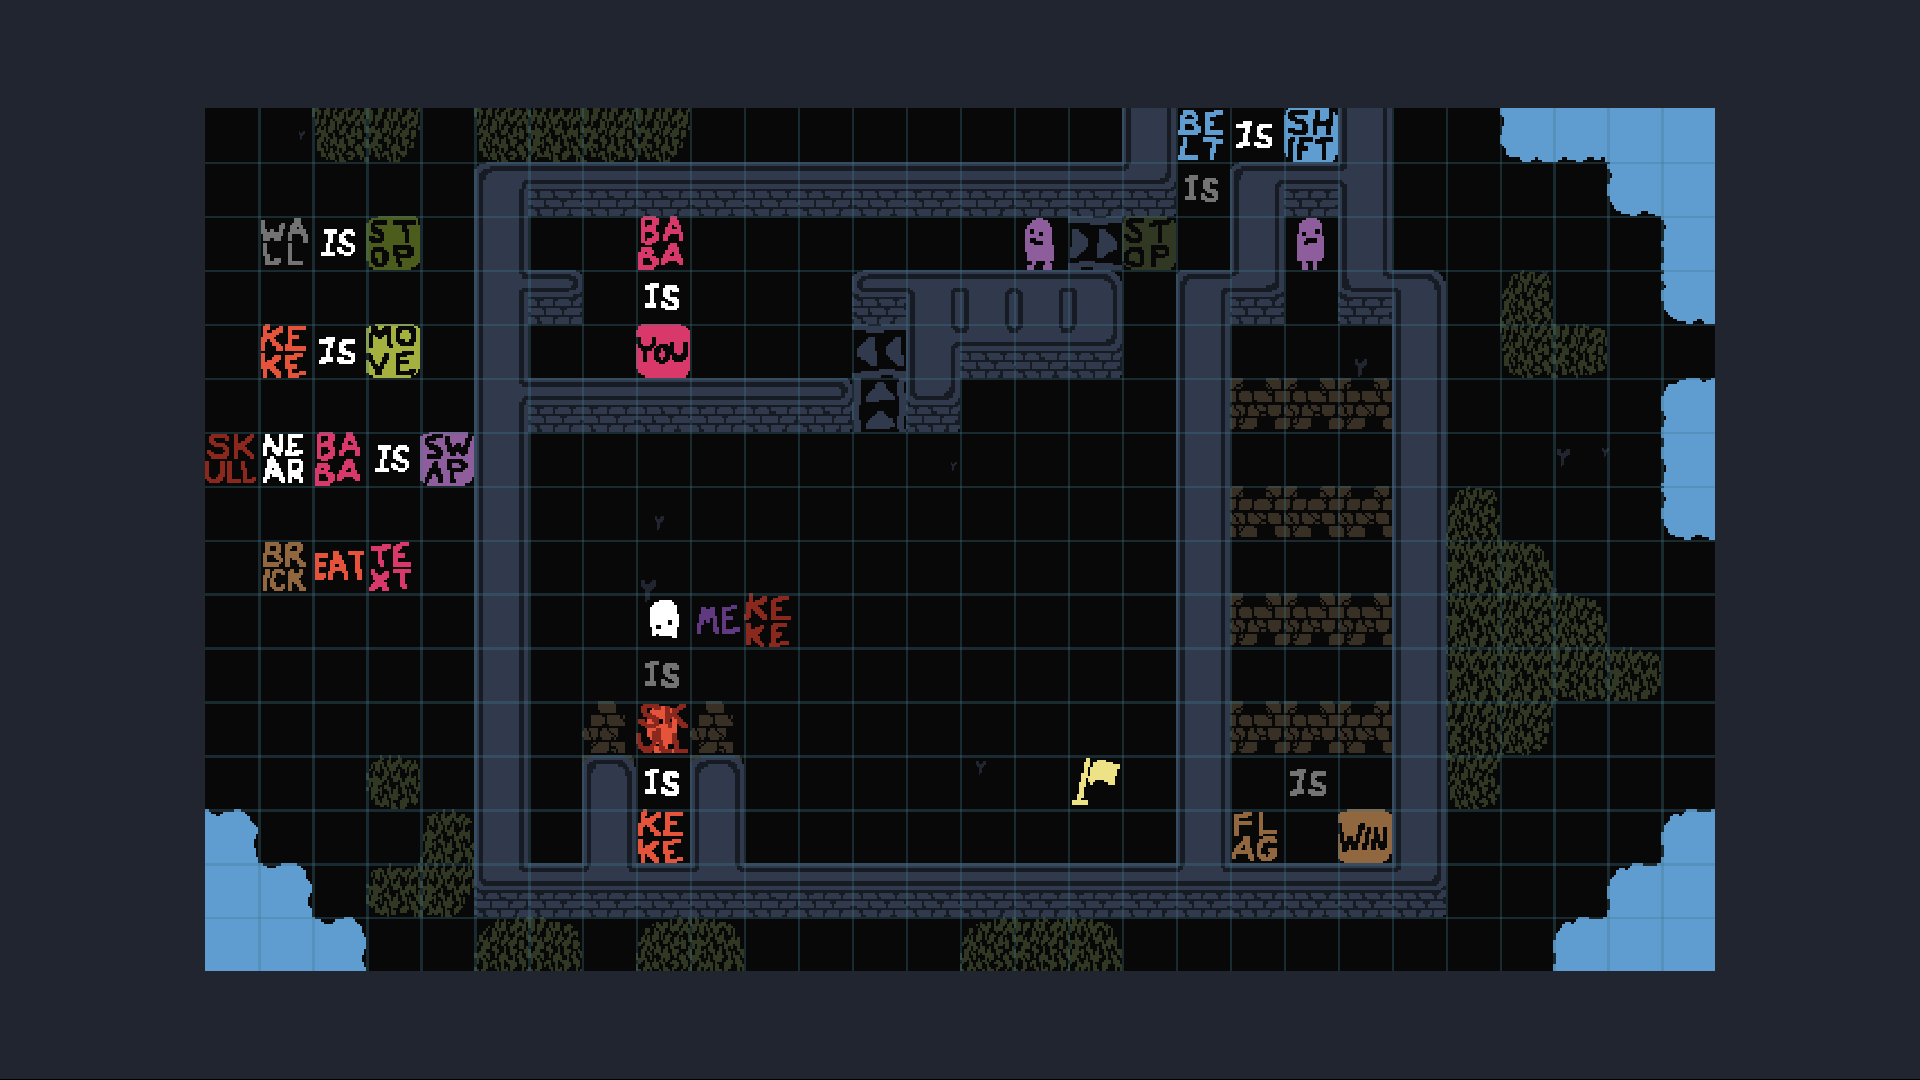 BELT IS SHIFT
IS
WALL IS STOP BABA STOP
IS
KEKE IS MOVE YOU
SKULL NEAR BABA IS SWAP
BRICK EAT TEXT
ME KEKE
IS
SKULL
IS IS
KEKE FLAG WIN